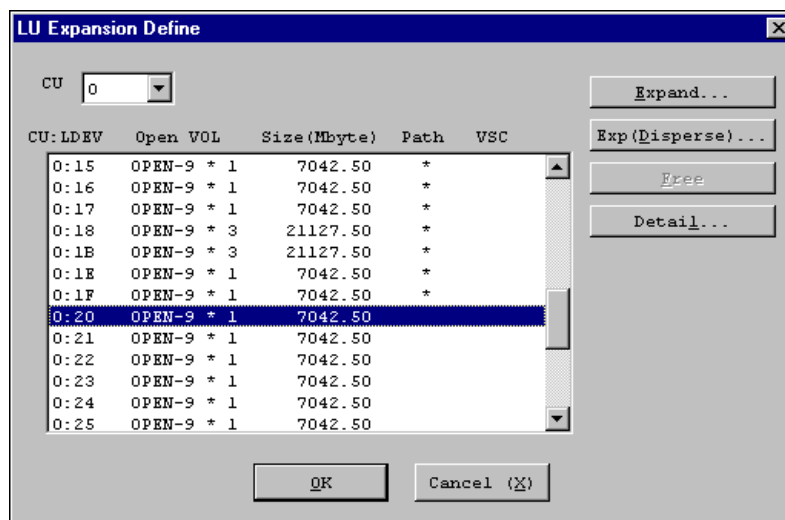 LU Expansion Define
CU 0
Expand...
CU:LDEV Open VOL Size(Mbyte) Path VSC
Exp(Disperse)...
0:15 OPEN-9 * 1 7042.50 *
0:16 OPEN-9 * 1 7042.50 *
Free
0:17 OPEN-9 * 1 7042.50 *
0:18 OPEN-9 * 3 21127.50 *
Detail...
0:1B OPEN-9 * 3 21127.50 *
0:1E OPEN-9 * 1 7042.50 *
0:1F OPEN-9 * 1 7042.50 *
0:20 OPEN-9 * 1 7042.50
0:21 OPEN-9 * 1 7042.50
0:22 OPEN-9 * 1 7042.50
0:23 OPEN-9 * 1 7042.50
0:24 OPEN-9 * 1 7042.50
0:25 OPEN-9 * 1 7042.50
OK
Cancel (X)